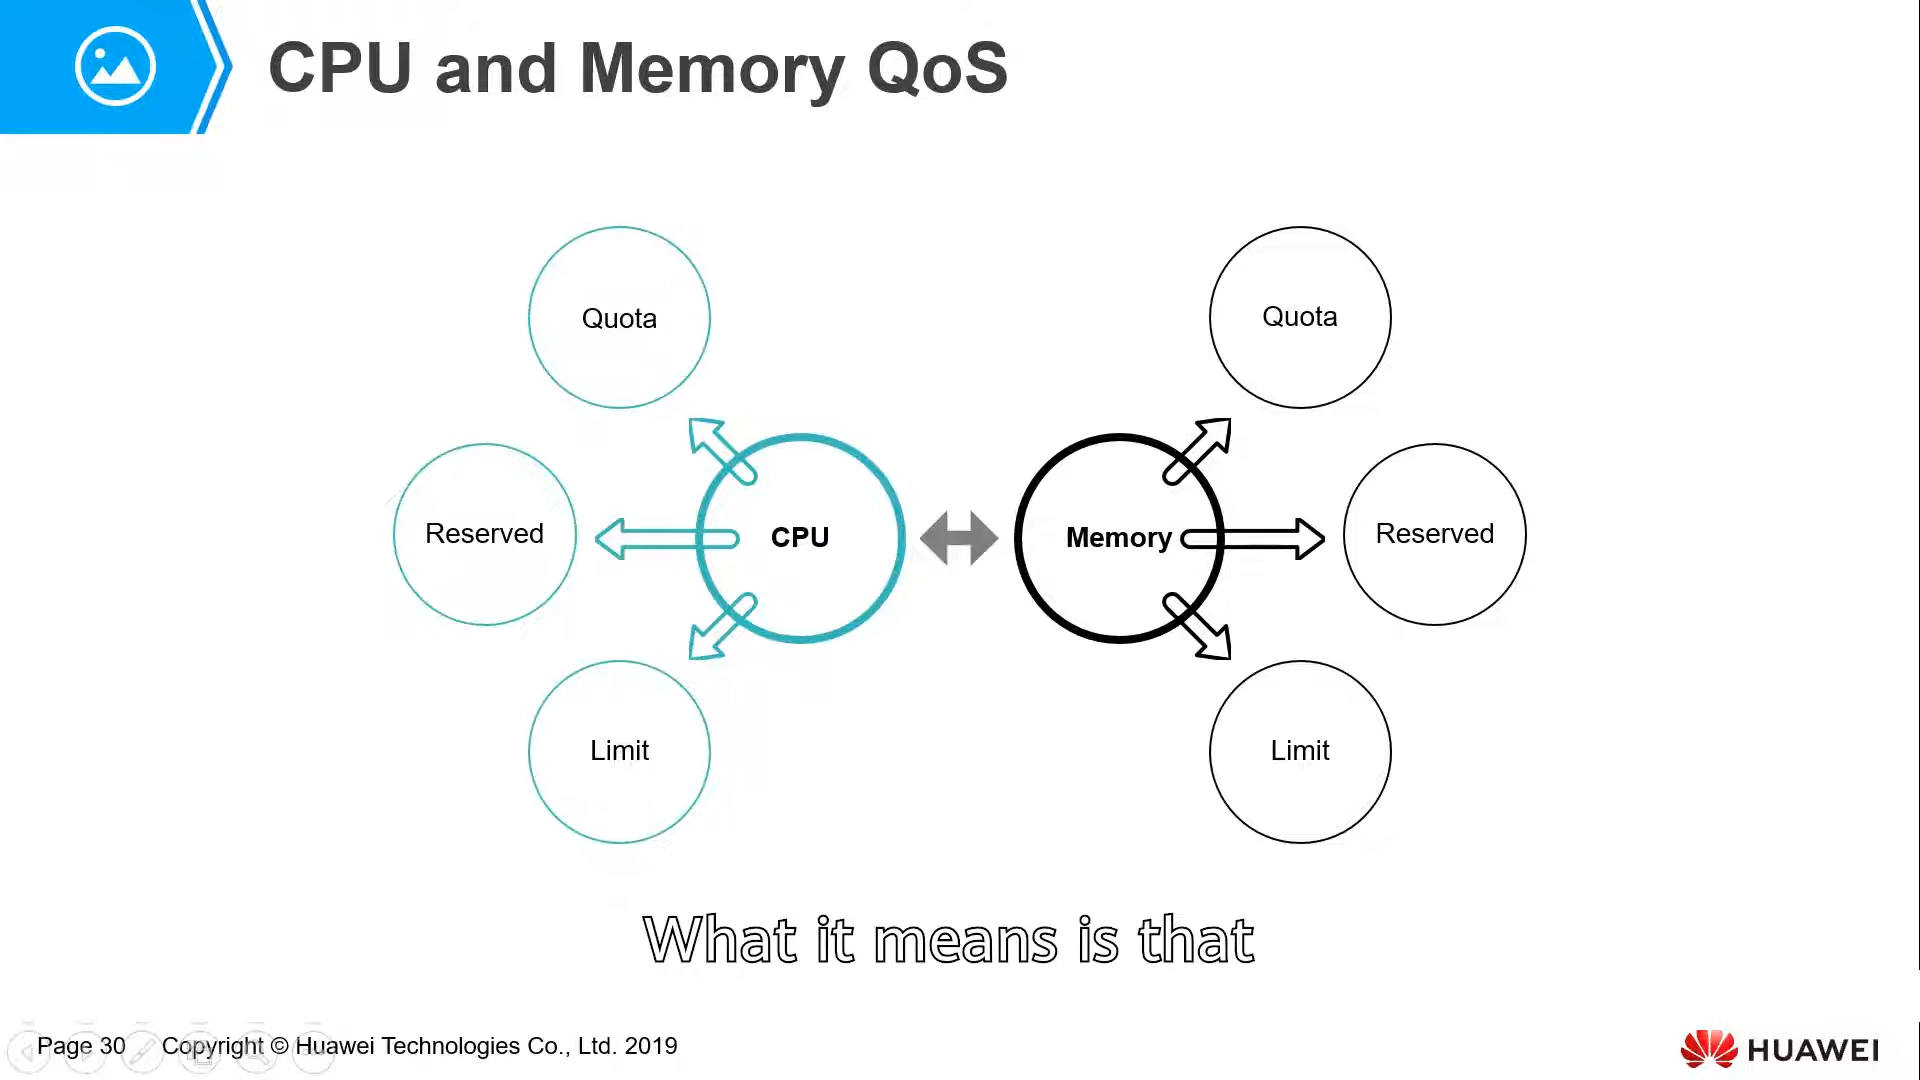 CPU and Memory QoS
Quota
Quota
Reserved
CPU
Memory
Reserved
Limit
Limit
What it means is that
Page 30
Copyright © Huawei Technologies Co., Ltd. 2019
HUAWEI